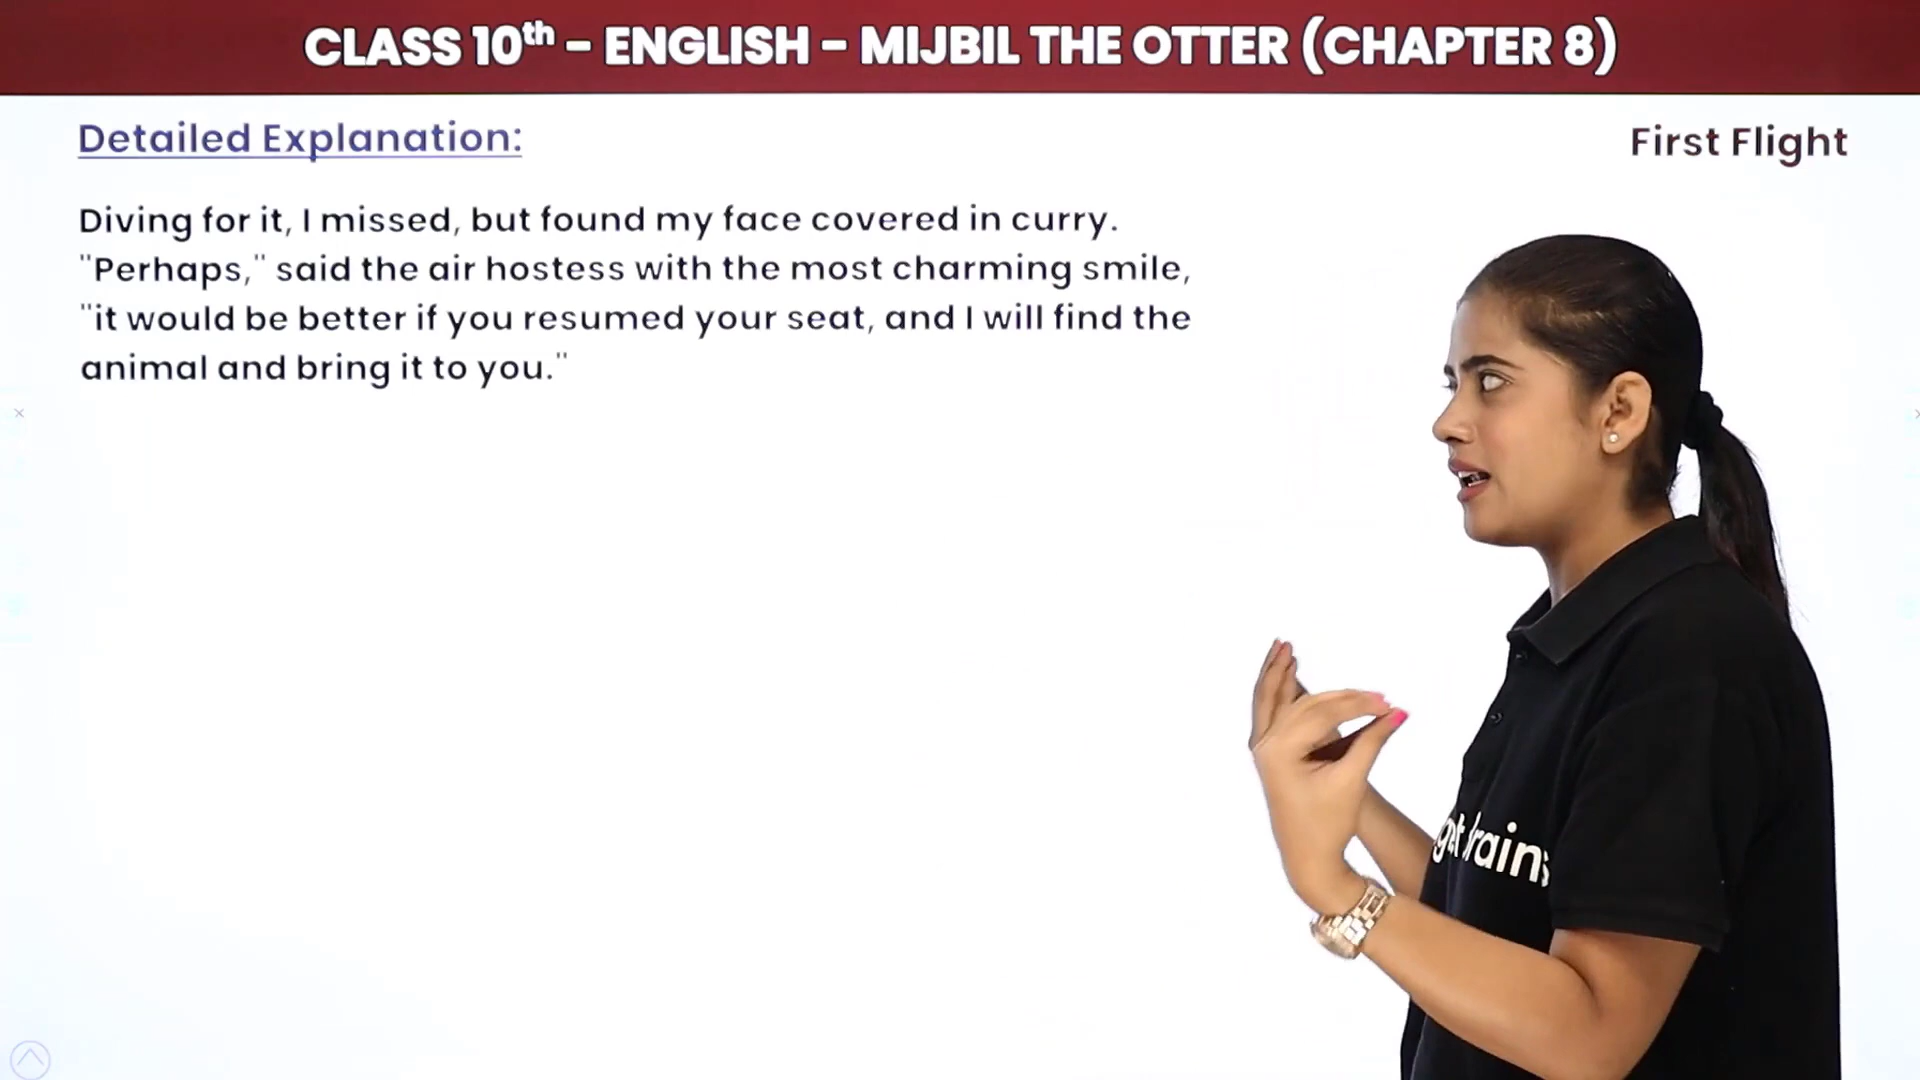 CLASS 10th – ENGLISH – MIJBIL THE OTTER (CHAPTER 8)
Detailed Explanation:
First Flight
Diving for it, I missed, but found my face covered in curry.
"Perhaps," said the air hostess with the most charming smile,
"it would be better if you resumed your seat, and I will find the
animal and bring it to you."